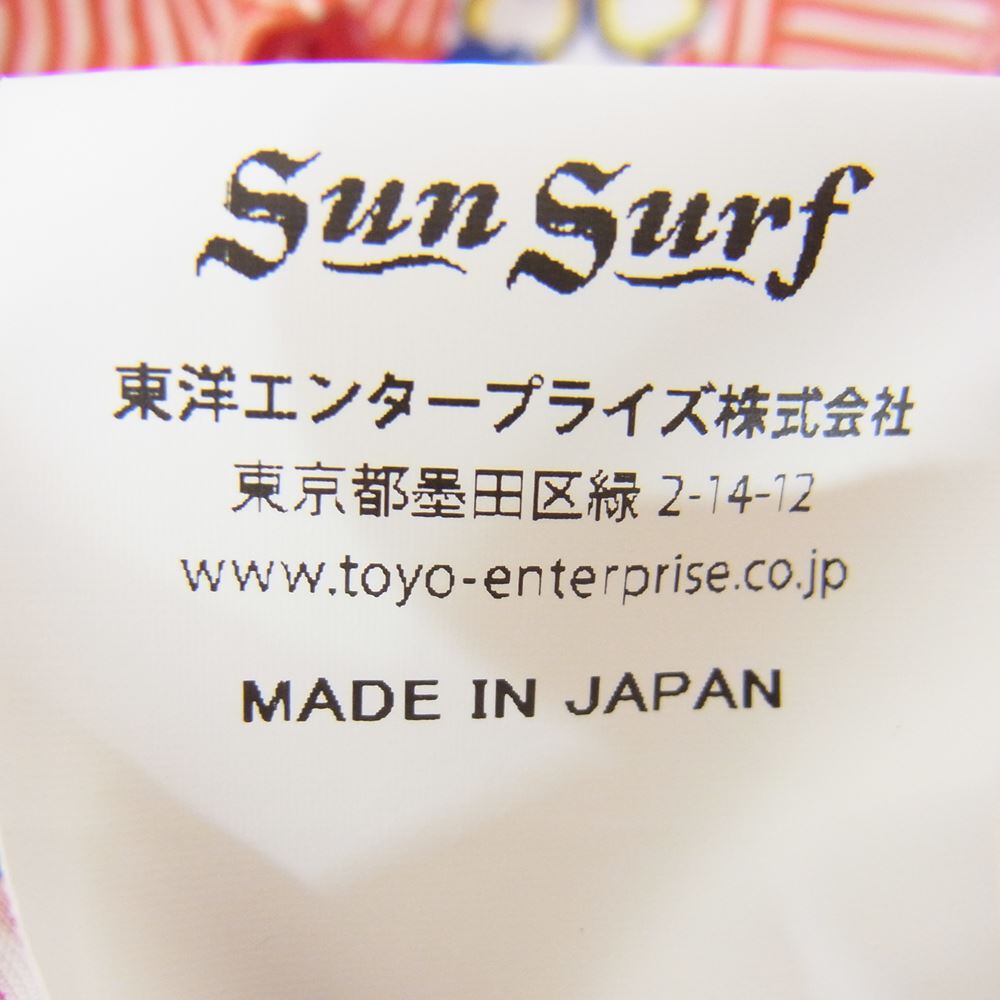 Sun Surf
東洋エンタープライズ株式会社
東京都墨田区緑 2-14-12
www.toyo-enterprise.co.jp
MADE IN JAPAN